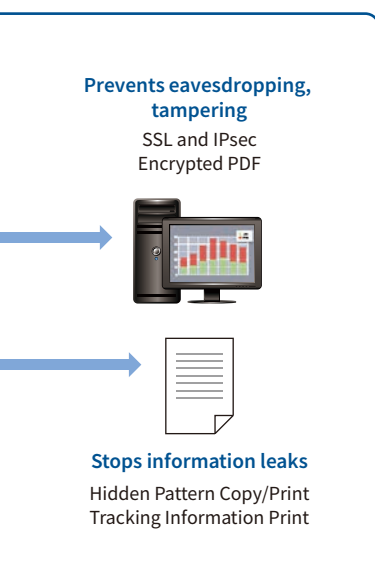 Prevents eavesdropping,
tampering
SSL and IPsec
Encrypted PDF
Stops information leaks
Hidden Pattern Copy/Print
Tracking Information Print